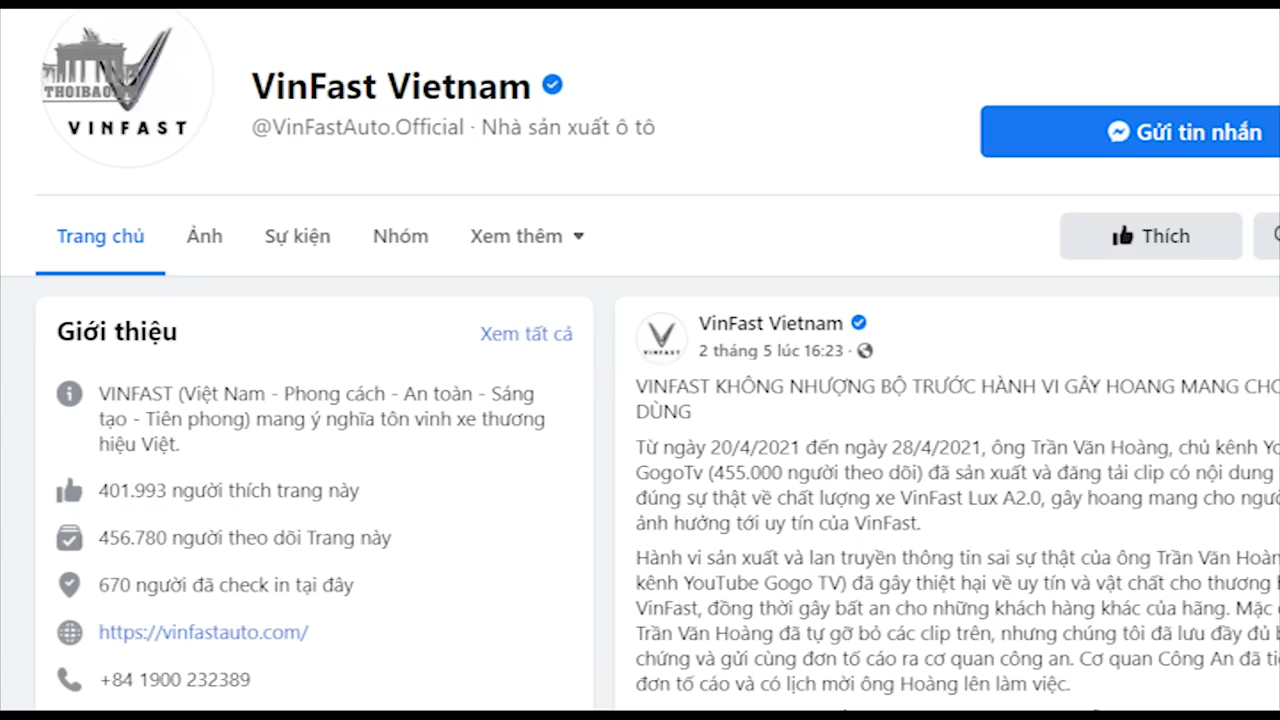 THOIBAO
VINFAST
VinFast Vietnam
@VinFastAuto.Official · Nhà sản xuất ô tô
Gửi tin nhắn
Trang chủ
Ảnh
Sự kiện
Nhóm
Xem thêm
Thích
Giới thiệu
Xem tất cả
VINFAST (Việt Nam - Phong cách - An toàn - Sáng
tạo - Tiên phong) mang ý nghĩa tôn vinh xe thương
hiệu Việt.
401.993 người thích trang này
456.780 người theo dõi Trang này
670 người đã check in tại đây
https://vinfastauto.com/
+84 1900 232389
VINFAST
VinFast Vietnam
2 tháng 5 lúc 16:23 ·
VINFAST KHÔNG NHƯỢNG BỘ TRƯỚC HÀNH VI GÂY HOANG MANG CHO
DÙNG
Từ ngày 20/4/2021 đến ngày 28/4/2021, ông Trần Văn Hoàng, chủ kênh
GogoTv (455.000 người theo dõi) đã sản xuất và đăng tải clip có nội dung
đúng sự thật về chất lượng xe VinFast Lux A2.0, gây hoang mang cho
ảnh hưởng tới uy tín của VinFast.
Hành vi sản xuất và lan truyền thông tin sai sự thật của ông Trần Văn
kênh YouTube Gogo TV) đã gây thiệt hại về uy tín và vật chất cho thương
VinFast, đồng thời gây bất an cho những khách hàng khác của hãng. Mặc
Trần Văn Hoàng đã tự gỡ bỏ các clip trên, nhưng chúng tôi đã lưu đầy đủ
chứng và gửi cùng đơn tố cáo ra cơ quan công an. Cơ quan Công An đã
đơn tố cáo và có lịch mời ông Hoàng lên làm việc.